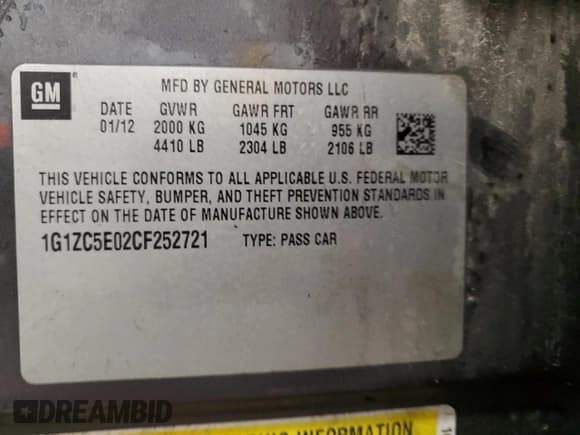 GM
MFD BY GENERAL MOTORS LLC
DATE GVWR GAWR FRT GAWR RR
01/12 2000 KG 1045 KG 955 KG
4410 LB 2304 LB 2106 LB
THIS VEHICLE CONFORMS TO ALL APPLICABLE U.S. FEDERAL MOTOR
VEHICLE SAFETY, BUMPER, AND THEFT PREVENTION STANDARDS IN
EFFECT ON THE DATE OF MANUFACTURE SHOWN ABOVE.
1G1ZC5E02CF252721 TYPE: PASS CAR
DREAMBID
INFORMATION